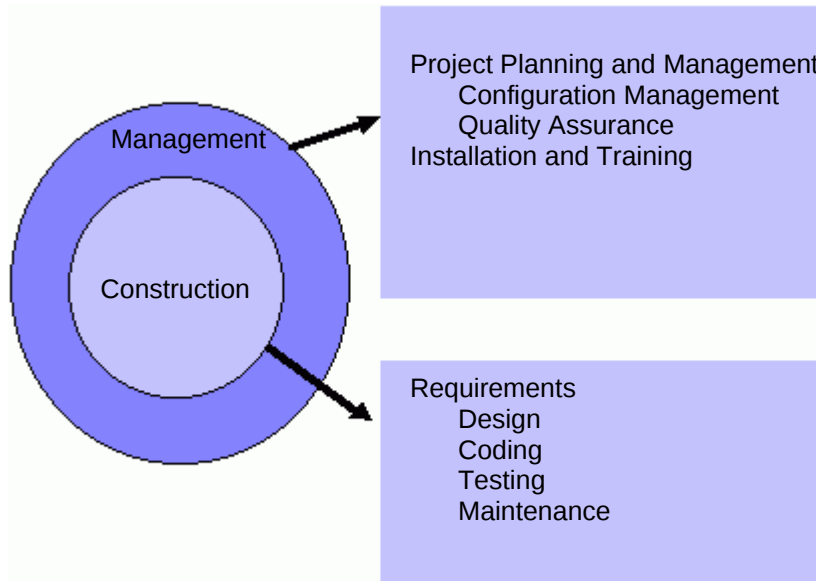 Management
Construction
Project Planning and Management
Configuration Management
Quality Assurance
Installation and Training
Requirements
Design
Coding
Testing
Maintenance